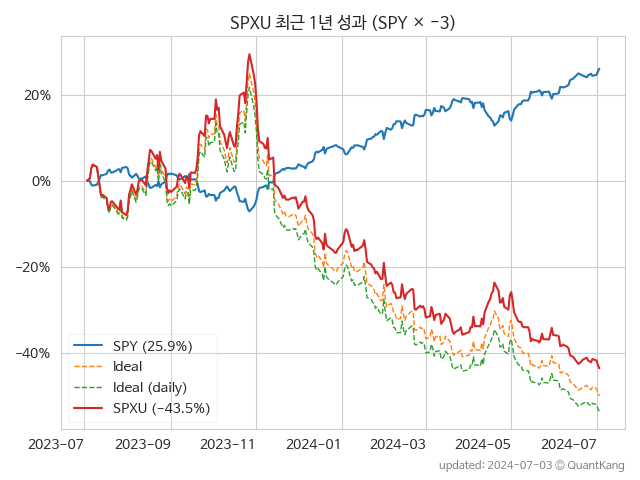 SPXU 최근 1년 성과 (SPY × −3)
20%
0%
−20%
−40%
SPY (25.9%)
Ideal
Ideal (daily)
SPXU (−43.5%)
2023-07 2023-09 2023-11 2024-01 2024-03 2024-05 2024-07
updated: 2024-07-03 © QuantKang